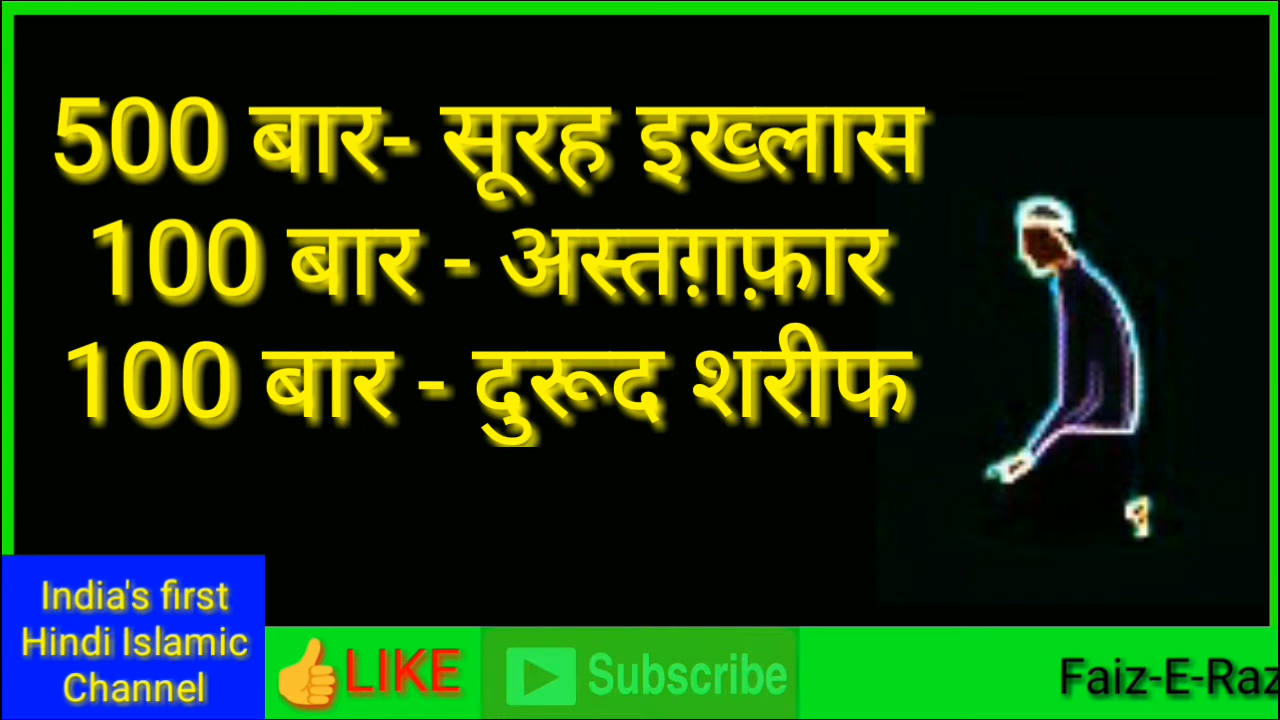 500 बार- सूरह इख्लास
100 बार - अस्तग़फ़ार
100 बार - दुरूद शरीफ
India's first
Hindi Islamic
Channel
LIKE
Subscribe
Faiz-E-Raz